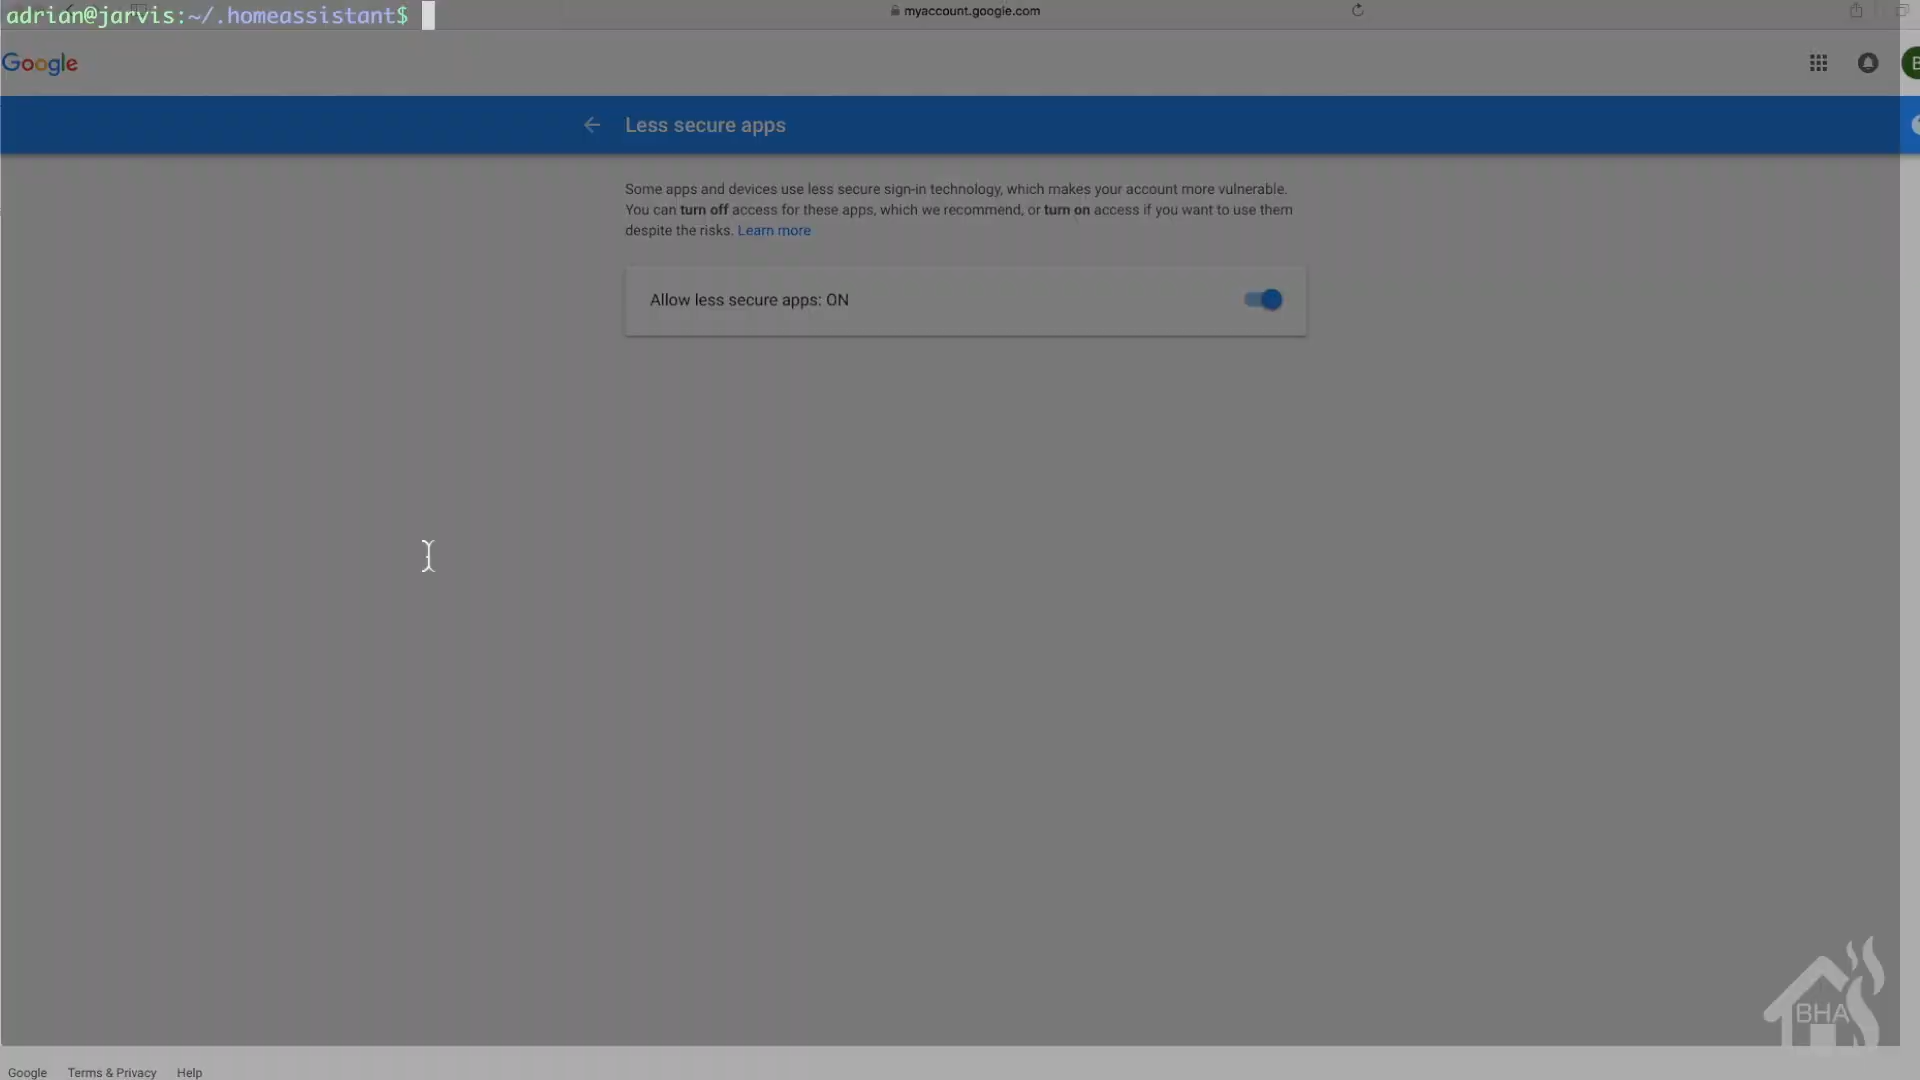 adrian@jarvis:~/.homeassistant$
myaccount.google.com
Google
Less secure apps
Some apps and devices use less secure sign-in technology, which makes your account more vulnerable.
You can turn off access for these apps, which we recommend, or turn on access if you want to use them
despite the risks. Learn more
Allow less secure apps: ON
BHA
Google Terms & Privacy Help